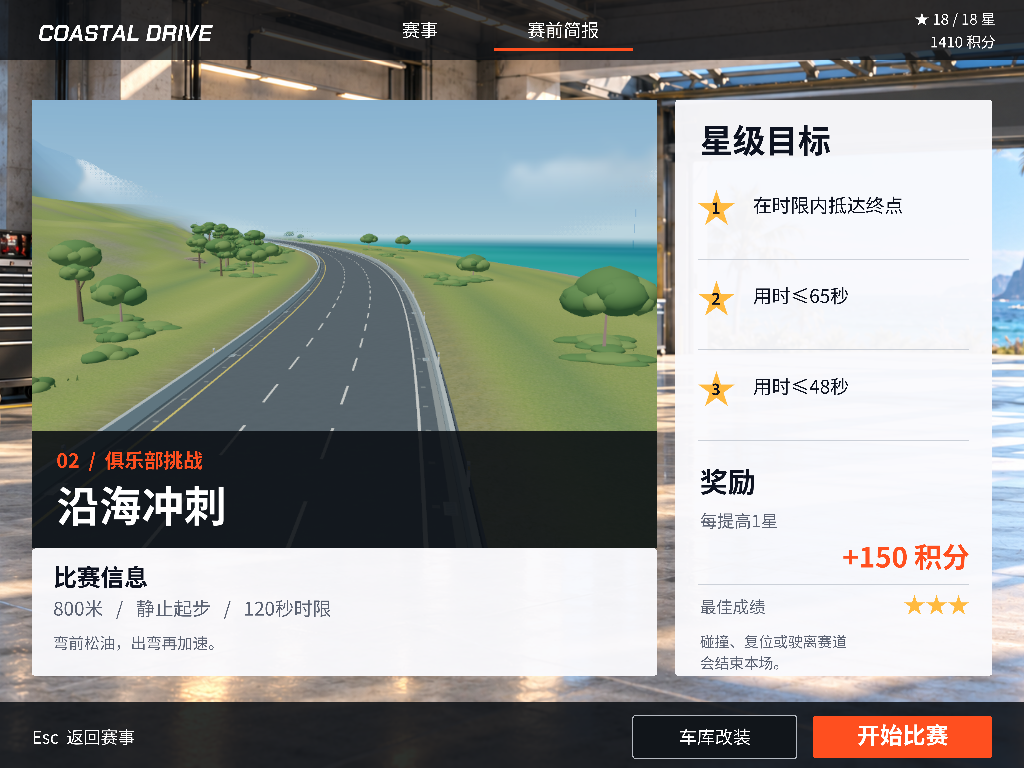 COASTAL DRIVE
赛事
赛前简报
★ 18 / 18 星
1410 积分
02 / 俱乐部挑战
沿海冲刺
比赛信息
800米 / 静止起步 / 120秒时限
弯前松油，出弯再加速。
星级目标
1 在时限内抵达终点
2 用时≤65秒
3 用时≤48秒
奖励
每提高1星
+150 积分
最佳成绩 ★★★
碰撞、复位或驶离赛道
会结束本场。
Esc 返回赛事
车库改装
开始比赛